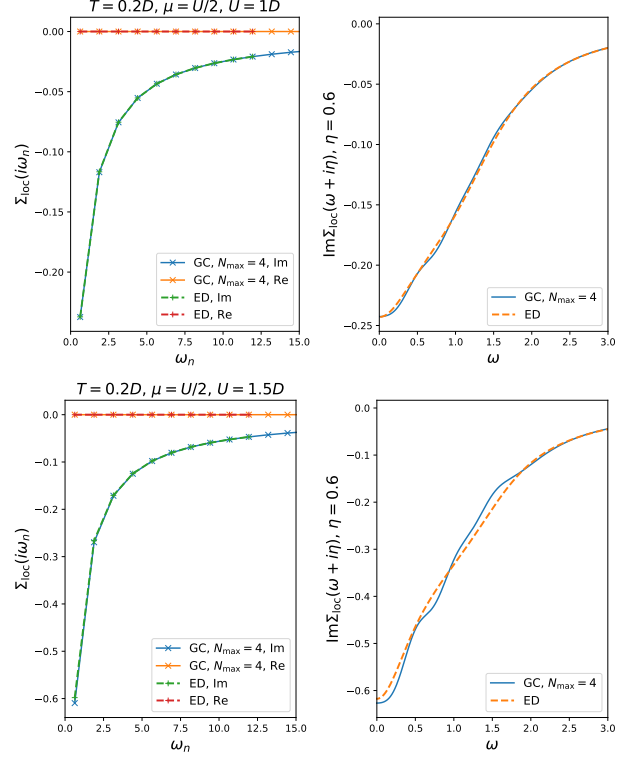 T = 0.2D, μ = U/2, U = 1D
0.00
−0.05
−0.10
−0.15
−0.20
Σloc(iωn)
GC, Nmax = 4, Im
GC, Nmax = 4, Re
ED, Im
ED, Re
0.0 2.5 5.0 7.5 10.0 12.5 15.0
ωn
0.00
−0.05
−0.10
−0.15
−0.20
−0.25
ImΣloc(ω + iη), η = 0.6
GC, Nmax = 4
ED
0.0 0.5 1.0 1.5 2.0 2.5 3.0
ω
T = 0.2D, μ = U/2, U = 1.5D
0.0
−0.1
−0.2
−0.3
−0.4
−0.5
−0.6
Σloc(iωn)
GC, Nmax = 4, Im
GC, Nmax = 4, Re
ED, Im
ED, Re
0.0 2.5 5.0 7.5 10.0 12.5 15.0
ωn
0.0
−0.1
−0.2
−0.3
−0.4
−0.5
−0.6
ImΣloc(ω + iη), η = 0.6
GC, Nmax = 4
ED
0.0 0.5 1.0 1.5 2.0 2.5 3.0
ω